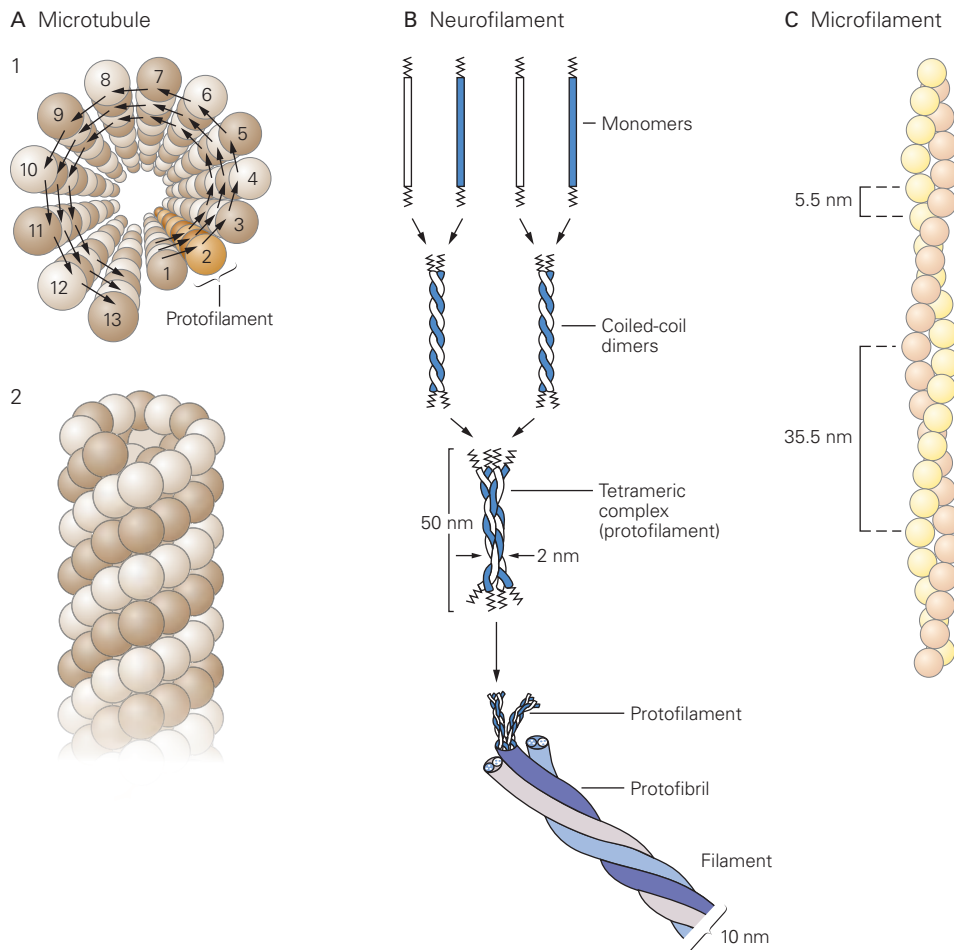 A Microtubule
1
8
7
6
9
5
10
4
11
3
2
1
12
13
Protofilament
2
B Neurofilament
Monomers
Coiled-coil
dimers
Tetrameric
complex
(protofilament)
50 nm
2 nm
Protofilament
Protofibril
Filament
10 nm
C Microfilament
5.5 nm
35.5 nm